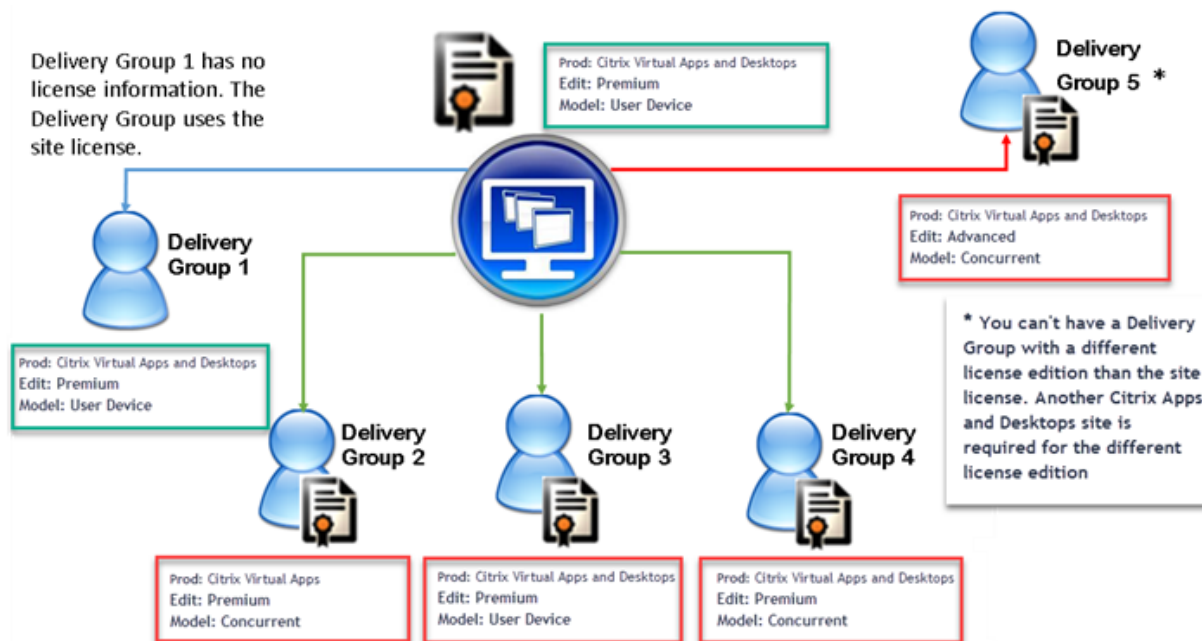 Delivery Group 1 has no
license information. The
Delivery Group uses the
site license.
Prod: Citrix Virtual Apps and Desktops
Edit: Premium
Model: User Device
Delivery
Group 5 *
Prod: Citrix Virtual Apps and Desktops
Edit: Advanced
Model: Concurrent
Delivery
Group 1
Prod: Citrix Virtual Apps and Desktops
Edit: Premium
Model: User Device
* You can't have a Delivery
Group with a different
license edition than the site
license. Another Citrix Apps
and Desktops site is
required for the different
license edition
Delivery
Group 2
Delivery
Group 3
Delivery
Group 4
Prod: Citrix Virtual Apps
Edit: Premium
Model: Concurrent
Prod: Citrix Virtual Apps and Desktops
Edit: Premium
Model: User Device
Prod: Citrix Virtual Apps and Desktops
Edit: Premium
Model: Concurrent